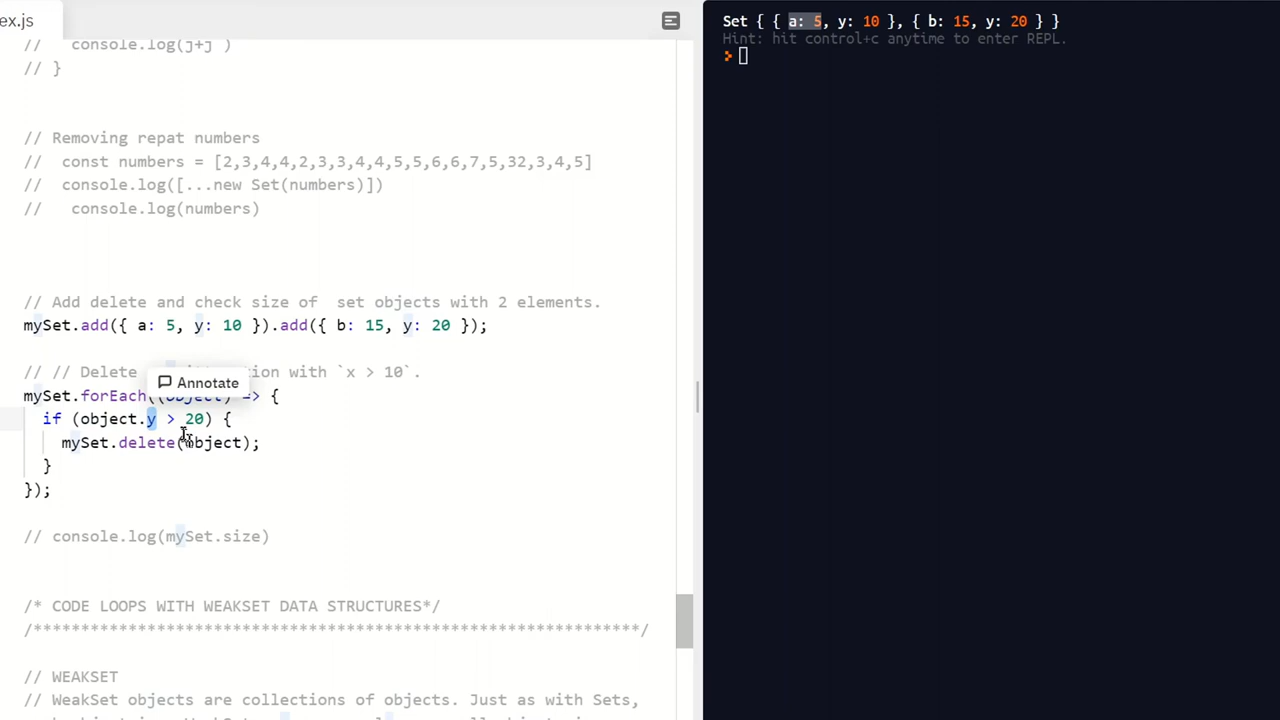 ex.js
//   console.log(j+j )
// }
// Removing repat numbers
//  const numbers = [2,3,4,4,2,3,3,4,4,5,5,6,6,7,5,32,3,4,5]
//  console.log([...new Set(numbers)])
//   console.log(numbers)
// Add delete and check size of  set objects with 2 elements.
mySet.add({ a: 5, y: 10 }).add({ b: 15, y: 20 });
// // Delete with `x > 10`.
Annotate
mySet.forEach((object) => {
if (object.y > 20) {
mySet.delete(object);
}
});
// console.log(mySet.size)
/* CODE LOOPS WITH WEAKSET DATA STRUCTURES*/
/****************************************************************/
// WEAKSET
// WeakSet objects are collections of objects. Just as with Sets,
Set { { a: 5, y: 10 }, { b: 15, y: 20 } }
Hint: hit control+c anytime to enter REPL.